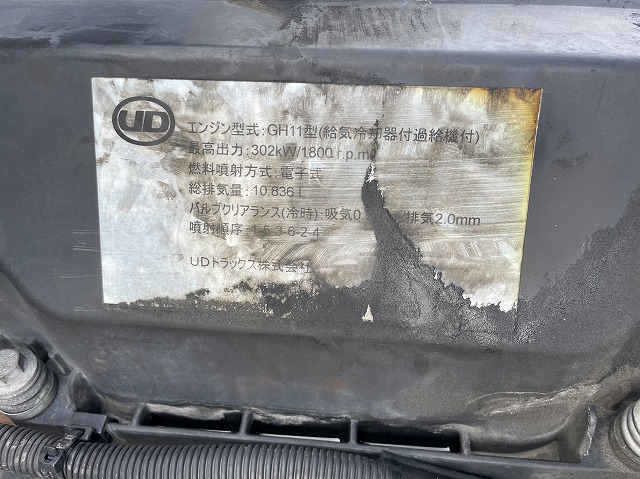 UD
エンジン型式:GH11型(給気冷却器付過給機付)
最高出力:302kW/1800r.p.m
燃料噴射方式:電子式
総排気量:10.836L
バルブクリアランス(冷時):吸気0. 排気2.0mm
噴射順序:1-5-3-6-2-4
UDトラックス株式会社